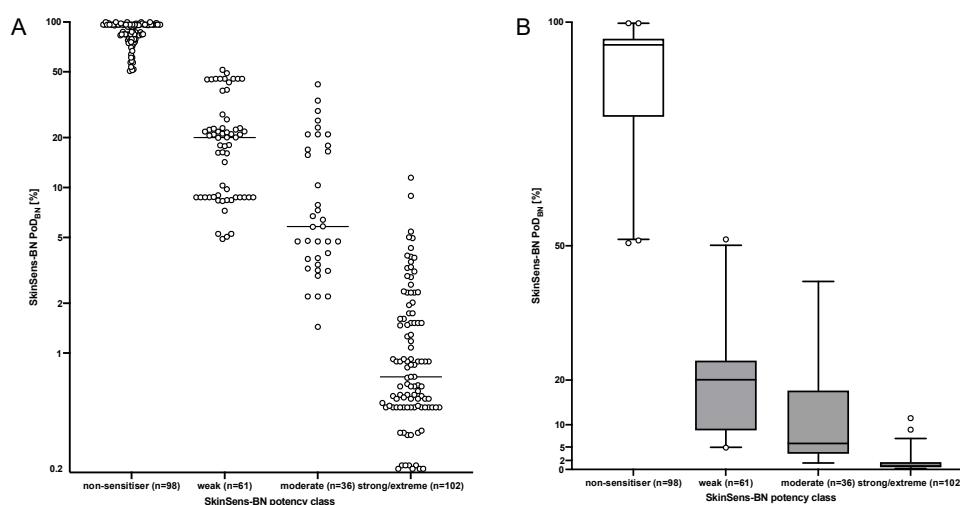 A
SkinSens-BN PoD_BN [%]
100
50
20
10
5
2
1
0.2
non-sensitiser (n=98) weak (n=61) moderate (n=36) strong/extreme (n=102)
SkinSens-BN potency class
B
SkinSens-BN PoD_BN [%]
100
50
20
10
5
2
0
non-sensitiser (n=98) weak (n=61) moderate (n=36) strong/extreme (n=102)
SkinSens-BN potency class